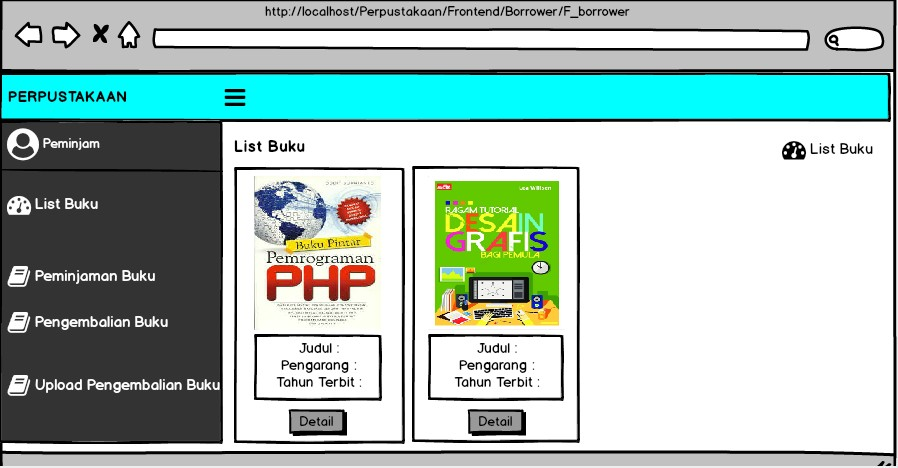 http://localhost/Perpustakaan/Frontend/Borrower/F_borrower
PERPUSTAKAAN
Peminjam
List Buku
Peminjaman Buku
Pengembalian Buku
Upload Pengembalian Buku
List Buku
List Buku
Buku Pintar
Pemrograman
PHP
Judul :
Pengarang :
Tahun Terbit :
Detail
RAGAM TUTORIAL
DESAIN
GRAFIS
BAGI PEMULA
Judul :
Pengarang :
Tahun Terbit :
Detail